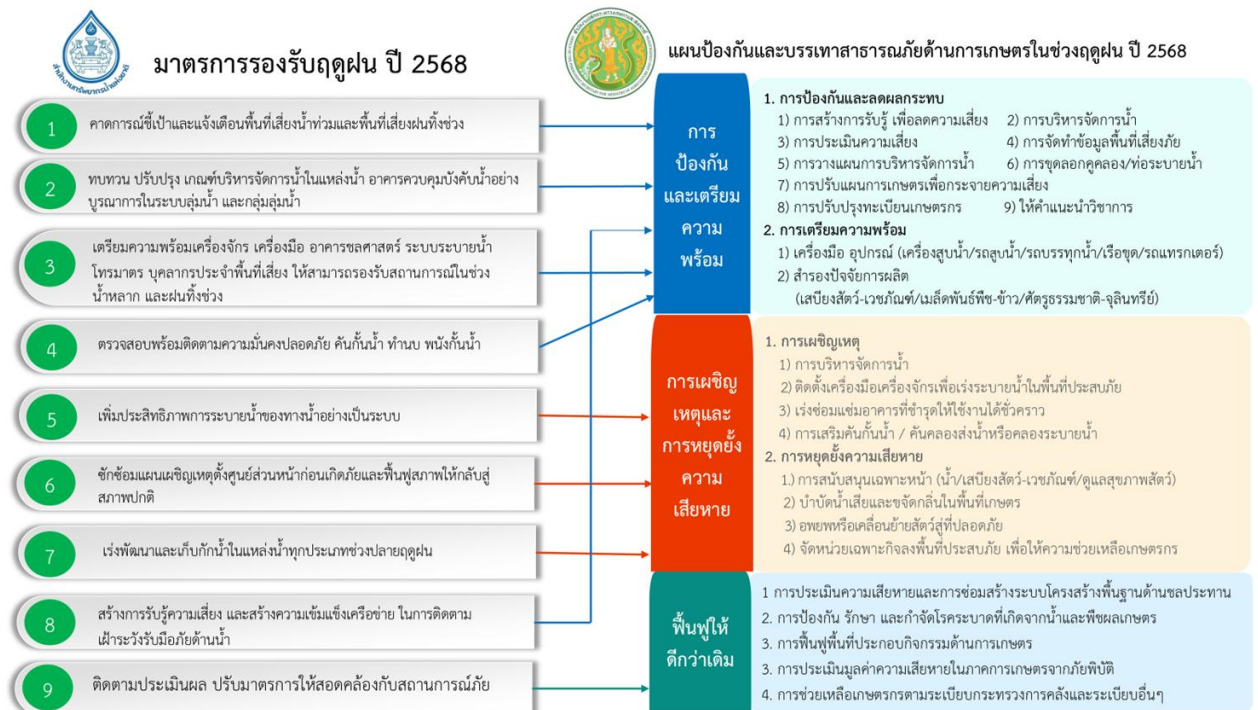 สำนักงานทรัพยากรน้ำแห่งชาติ
มาตรการรองรับฤดูฝน ปี 2568
1
คาดการณ์ชี้เป้าและแจ้งเตือนพื้นที่เสี่ยงน้ำท่วมและพื้นที่เสี่ยงฝนทิ้งช่วง
2
ทบทวน ปรับปรุง เกณฑ์บริหารจัดการน้ำในแหล่งน้ำ อาคารควบคุมบังคับน้ำอย่าง
บูรณาการในระบบลุ่มน้ำ และกลุ่มลุ่มน้ำ
3
เตรียมความพร้อมเครื่องจักร เครื่องมือ อาคารชลศาสตร์ ระบบระบายน้ำ
โทรมาตร บุคลากรประจำพื้นที่เสี่ยง ให้สามารถรองรับสถานการณ์ในช่วง
น้ำหลาก และฝนทิ้งช่วง
4
ตรวจสอบพร้อมติดตามความมั่นคงปลอดภัย คันกั้นน้ำ ทำนบ พนังกั้นน้ำ
5
เพิ่มประสิทธิภาพการระบายน้ำของทางน้ำอย่างเป็นระบบ
6
ซักซ้อมแผนเผชิญเหตุตั้งศูนย์ส่วนหน้าก่อนเกิดภัยและฟื้นฟูสภาพให้กลับสู่
สภาพปกติ
7
เร่งพัฒนาและเก็บกักน้ำในแหล่งน้ำทุกประเภทช่วงปลายฤดูฝน
8
สร้างการรับรู้ความเสี่ยง และสร้างความเข้มแข็งเครือข่าย ในการติดตาม
เฝ้าระวังรับมือภัยด้านน้ำ
9
ติดตามประเมินผล ปรับมาตรการให้สอดคล้องกับสถานการณ์ภัย
แผนป้องกันและบรรเทาสาธารณภัยด้านการเกษตรในช่วงฤดูฝน ปี 2568
การ
ป้องกัน
และเตรียม
ความ
พร้อม
1. การป้องกันและลดผลกระทบ
1) การสร้างการรับรู้ เพื่อลดความเสี่ยง 2) การบริหารจัดการน้ำ
3) การประเมินความเสี่ยง 4) การจัดทำข้อมูลพื้นที่เสี่ยงภัย
5) การวางแผนการบริหารจัดการน้ำ 6) การขุดลอกคูคลอง/ท่อระบายน้ำ
7) การปรับแผนการเกษตรเพื่อกระจายความเสี่ยง
8) การปรับปรุงทะเบียนเกษตรกร 9) ให้คำแนะนำวิชาการ
2. การเตรียมความพร้อม
1) เครื่องมือ อุปกรณ์ (เครื่องสูบน้ำ/รถสูบน้ำ/รถบรรทุกน้ำ/เรือขุด/รถแทรกเตอร์)
2) สำรองปัจจัยการผลิต
(เสบียงสัตว์-เวชภัณฑ์/เมล็ดพันธุ์พืช-ข้าว/ศัตรูธรรมชาติ-จุลินทรีย์)
การเผชิญ
เหตุและ
การหยุดยั้ง
ความ
เสียหาย
1. การเผชิญเหตุ
1) การบริหารจัดการน้ำ
2) ติดตั้งเครื่องมือเครื่องจักรเพื่อเร่งระบายน้ำในพื้นที่ประสบภัย
3) เร่งซ่อมแซ่มอาคารที่ชำรุดให้ใช้งานได้ชั่วคราว
4) การเสริมคันกั้นน้ำ / คันคลองส่งน้ำหรือคลองระบายน้ำ
2. การหยุดยั้งความเสียหาย
1.) การสนับสนุนเฉพาะหน้า (น้ำ/เสบียงสัตว์-เวชภัณฑ์/ดูแลสุขภาพสัตว์)
2) บำบัดน้ำเสียและขจัดกลิ่นในพื้นที่เกษตร
3) อพยพหรือเคลื่อนย้ายสัตว์สู่ที่ปลอดภัย
4) จัดหน่วยเฉพาะกิจลงพื้นที่ประสบภัย เพื่อให้ความช่วยเหลือเกษตรกร
ฟื้นฟูให้
ดีกว่าเดิม
1 การประเมินความเสียหายและการซ่อมสร้างระบบโครงสร้างพื้นฐานด้านชลประทาน
2. การป้องกัน รักษา และกำจัดโรคระบาดที่เกิดจากน้ำและพืชผลเกษตร
3. การฟื้นฟูพื้นที่ประกอบกิจกรรมด้านการเกษตร
3. การประเมินมูลค่าความเสียหายในภาคการเกษตรจากภัยพิบัติ
4. การช่วยเหลือเกษตรกรตามระเบียบกระทรวงการคลังและระเบียบอื่นๆ